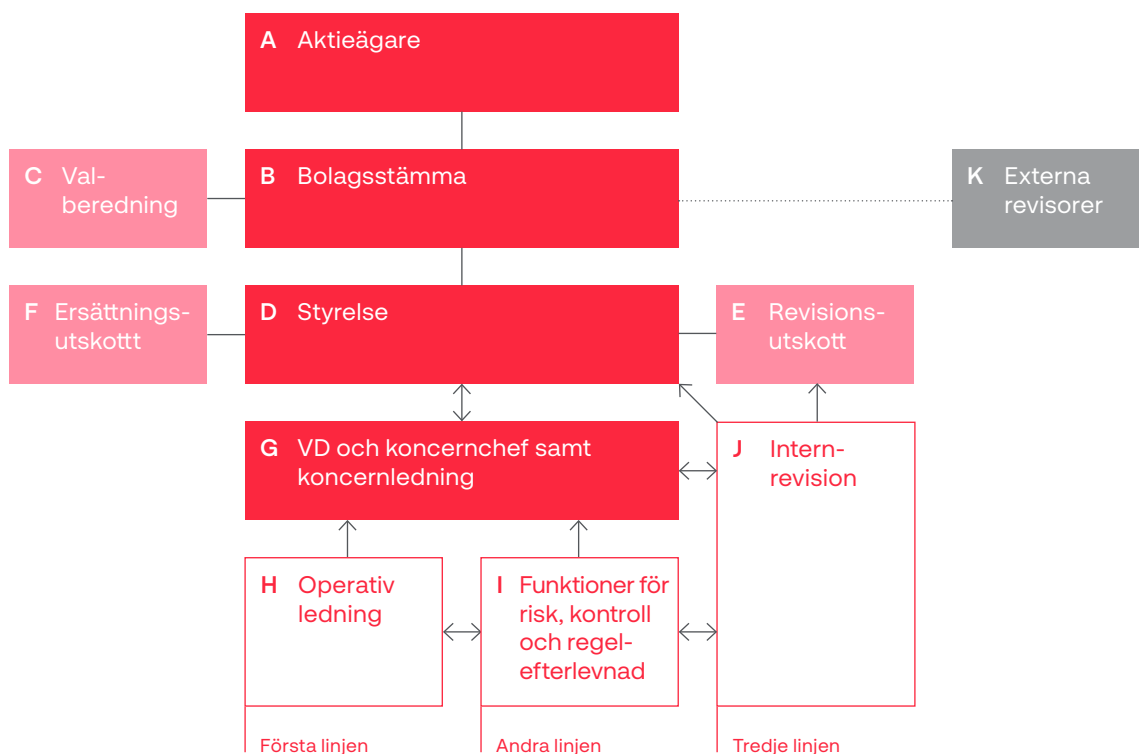 A Aktieägare
C Val-
beredning
B Bolagsstämma
K Externa
revisorer
F Ersättnings-
utskottt
D Styrelse
E Revisions-
utskott
G VD och koncernchef samt
koncernledning
J Intern-
revision
H Operativ
ledning
I Funktioner för
risk, kontroll
och regel-
efterlevnad
Första linjen
Andra linjen
Tredje linjen